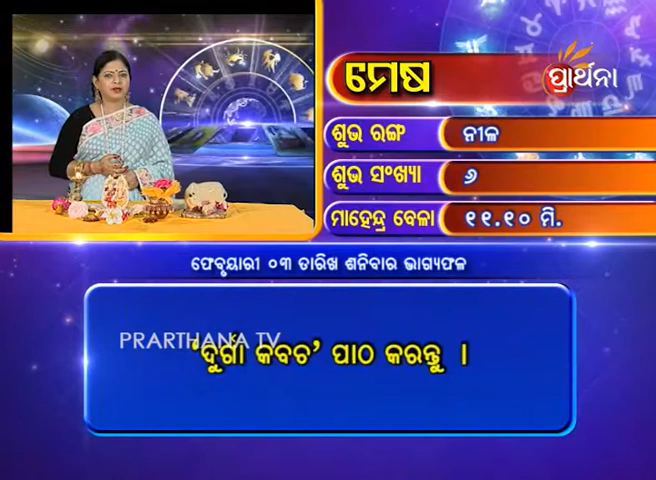 ମେଷ
ପ୍ରାର୍ଥନା
ଶୁଭ ରଙ୍ଗ
ନୀଳ
ଶୁଭ ସଂଖ୍ୟା
୬
ମାହେନ୍ଦ୍ର ବେଳା
୧୧.୧୦ ମି.
ଫେବୃୟାରୀ ୦୩ ତାରିଖ ଶନିବାର ଭାଗ୍ୟଫଳ
PRARTHANA TV
‘ଦୁର୍ଗା କବଚ’ ପାଠ କରନ୍ତୁ ।